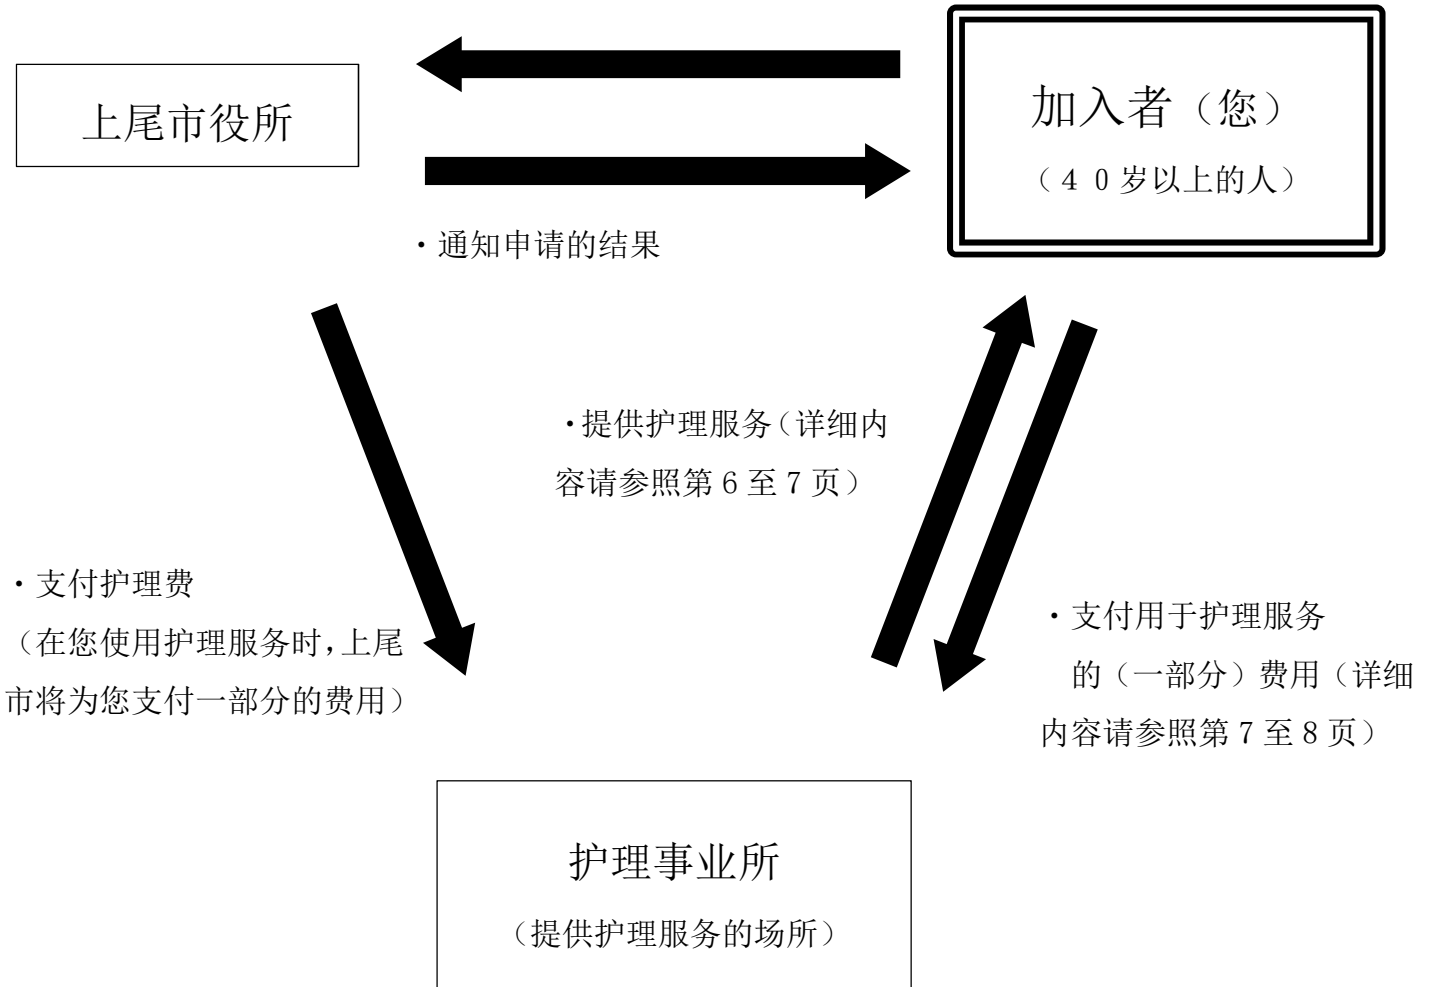 上尾市役所
加入者（您）
（４０岁以上的人）
・通知申请的结果
・提供护理服务（详细内
容请参照第 6 至 7 页）
・支付护理费
（在您使用护理服务时，上尾
市将为您支付一部分的费用）
・支付用于护理服务
的（一部分）费用（详细
内容请参照第 7 至 8 页）
护理事业所
（提供护理服务的场所）